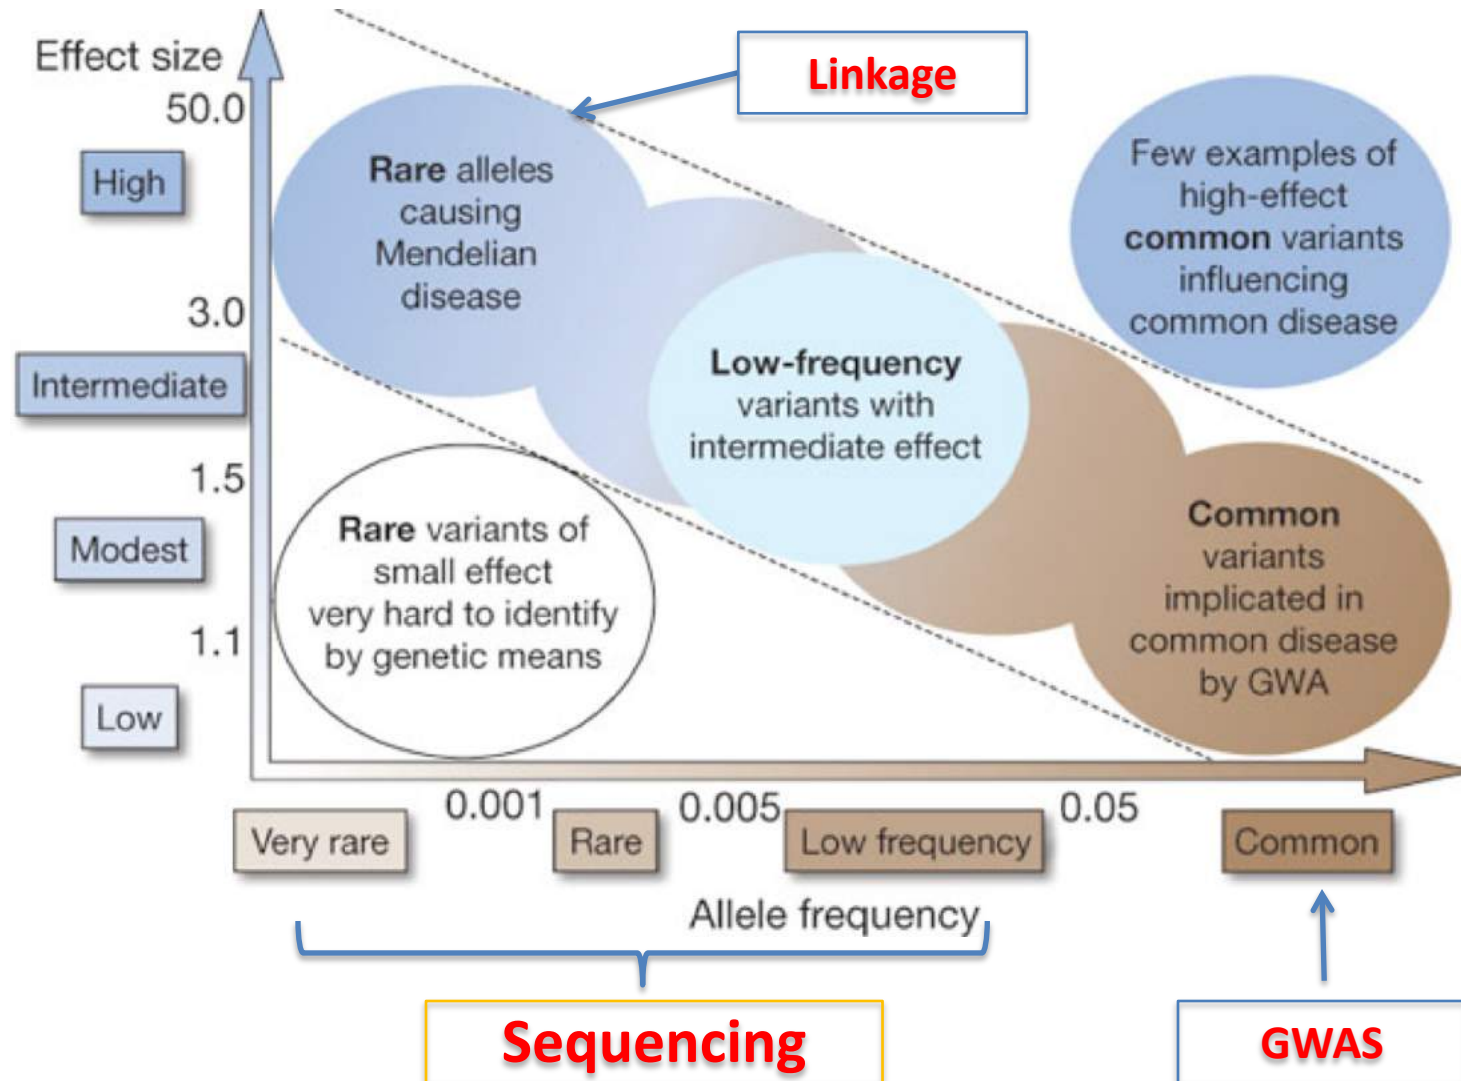 Effect size
50.0
High
3.0
Intermediate
1.5
Modest
1.1
Low
Linkage
Rare alleles
causing
Mendelian
disease
Few examples of
high-effect
common variants
influencing
common disease
Low-frequency
variants with
intermediate effect
Rare variants of
small effect
very hard to identify
by genetic means
Common
variants
implicated in
common disease
by GWA
0.001
0.005
0.05
Very rare
Rare
Low frequency
Common
Allele frequency
Sequencing
GWAS